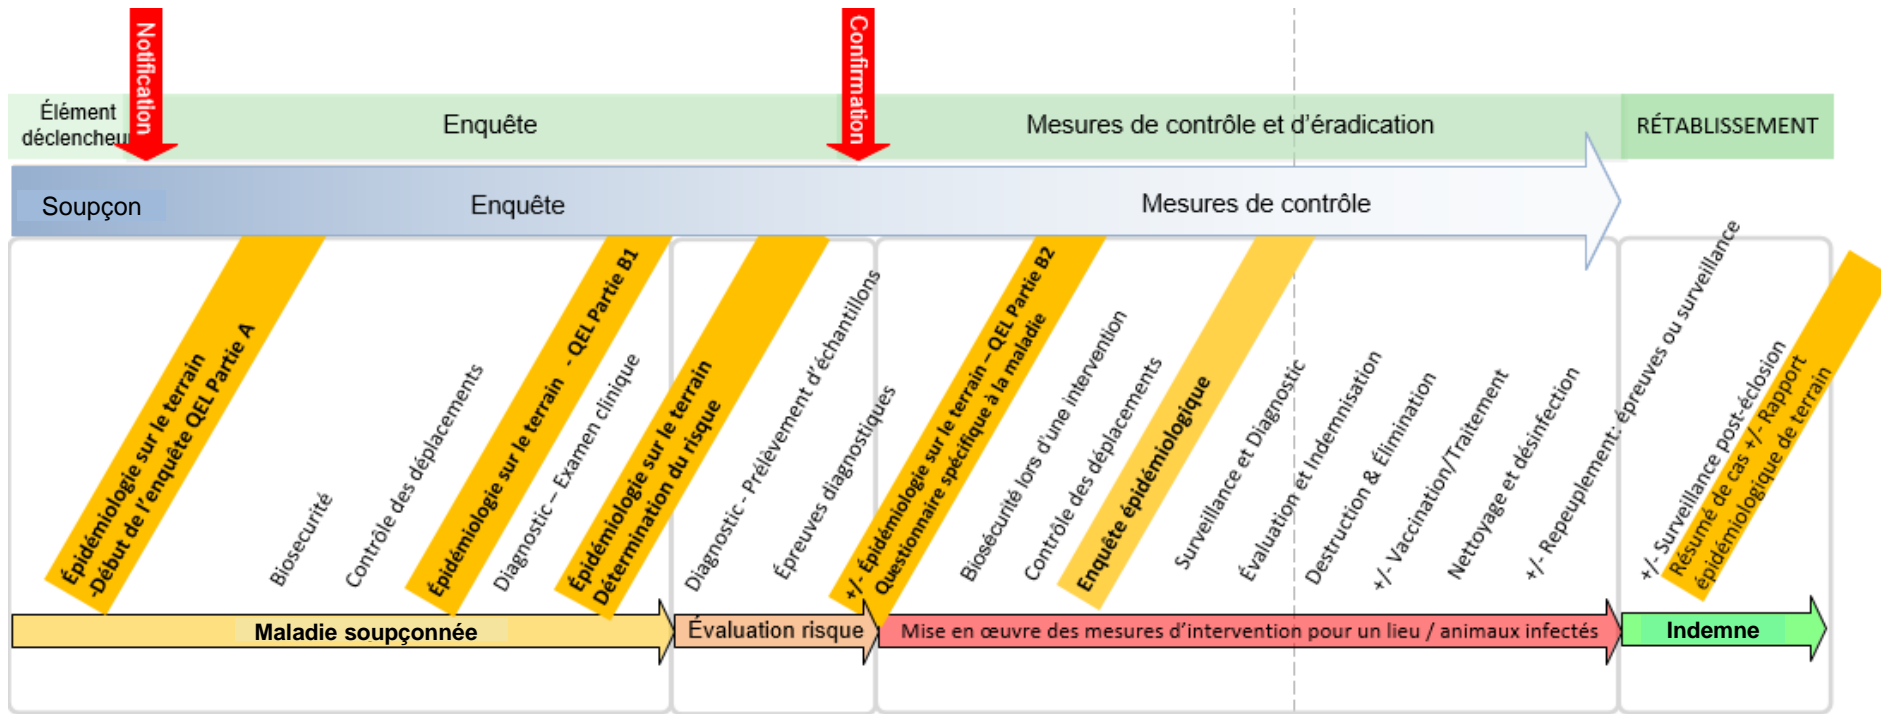 Notification
Confirmation
Élément
déclencheu
Enquête
Mesures de contrôle et d'éradication
RÉTABLISSEMENT
Soupçon
Enquête
Mesures de contrôle
Épidémiologie sur le terrain
-Début de l'enquête QEL Partie A
Biosecurité
Contrôle des déplacements
Épidémiologie sur le terrain - QEL Partie B1
Diagnostic – Examen clinique
Épidémiologie sur le terrain
Détermination du risque
Diagnostic - Prélèvement d'échantillons
Épreuves diagnostiques
+/- Épidémiologie sur le terrain – QEL Partie B2
Questionnaire spécifique à la maladie
Biosécurité lors d'une intervention
Contrôle des déplacements
Enquête épidémiologique
Surveillance et Diagnostic
Évaluation et Indemnisation
Destruction & Élimination
+/- Vaccination/Traitement
Nettoyage et désinfection
+/- Repeuplement: épreuves ou surveillance
+/- Surveillance post-éclosion
Résumé de cas +/- Rapport
épidémiologique de terrain
Maladie soupçonnée
Évaluation risque
Mise en œuvre des mesures d'intervention pour un lieu / animaux infectés
Indemne